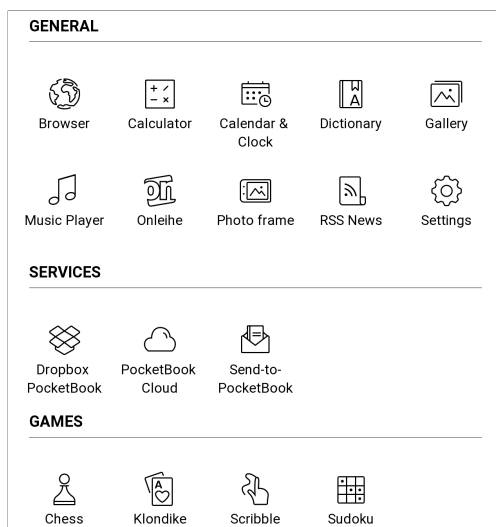 GENERAL
Browser Calculator Calendar & Dictionary Gallery
Clock
Music Player Onleihe Photo frame RSS News Settings
SERVICES
Dropbox PocketBook Send-to-
PocketBook Cloud PocketBook
GAMES
Chess Klondike Scribble Sudoku